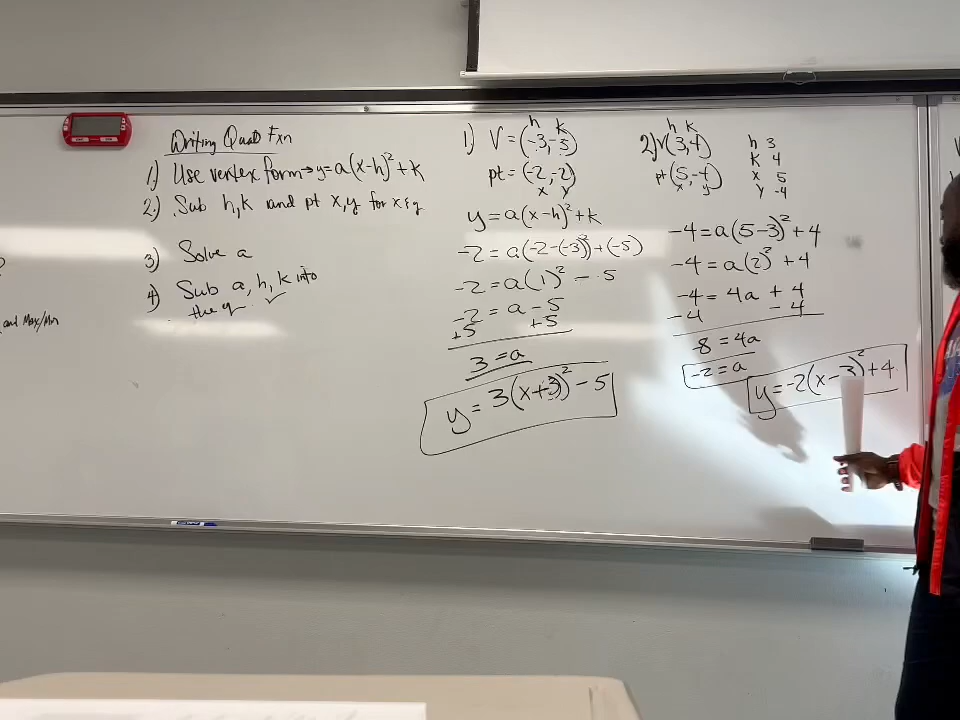 Writing Quad Fxn
1) Use vertex form → y = a(x-h)² + k
2) Sub h, k and pt x, y for x & y
3) Solve a
4) Sub a, h, k into
the
and Max/Min
1) V = (-3, -5)
h k
pt = (-2, -2)
x y
y = a(x-h)² + k
-2 = a(-2-(-3))² + (-5)
-2 = a(1)² - 5
-2 = a - 5
+5 +5
3 = a
y = 3(x+3)² - 5
2) V(3, 4)
h k
pt(5, -4)
x y
h 3
k 4
x 5
y -4
-4 = a(5-3)² + 4
-4 = a(2)² + 4
-4 = 4a + 4
-4 - 4
-8 = 4a
-2 = a
y = -2(x-3)² + 4